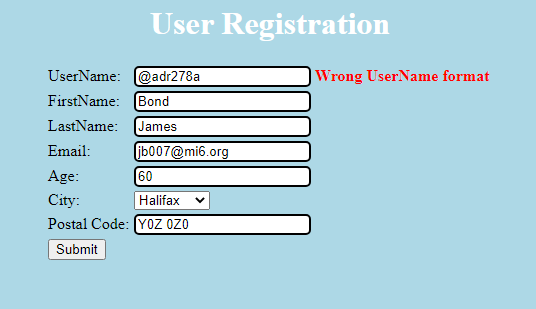 User Registration
UserName: @adr278a Wrong UserName format
FirstName: Bond
LastName: James
Email: jb007@mi6.org
Age: 60
City: Halifax
Postal Code: Y0Z 0Z0
Submit